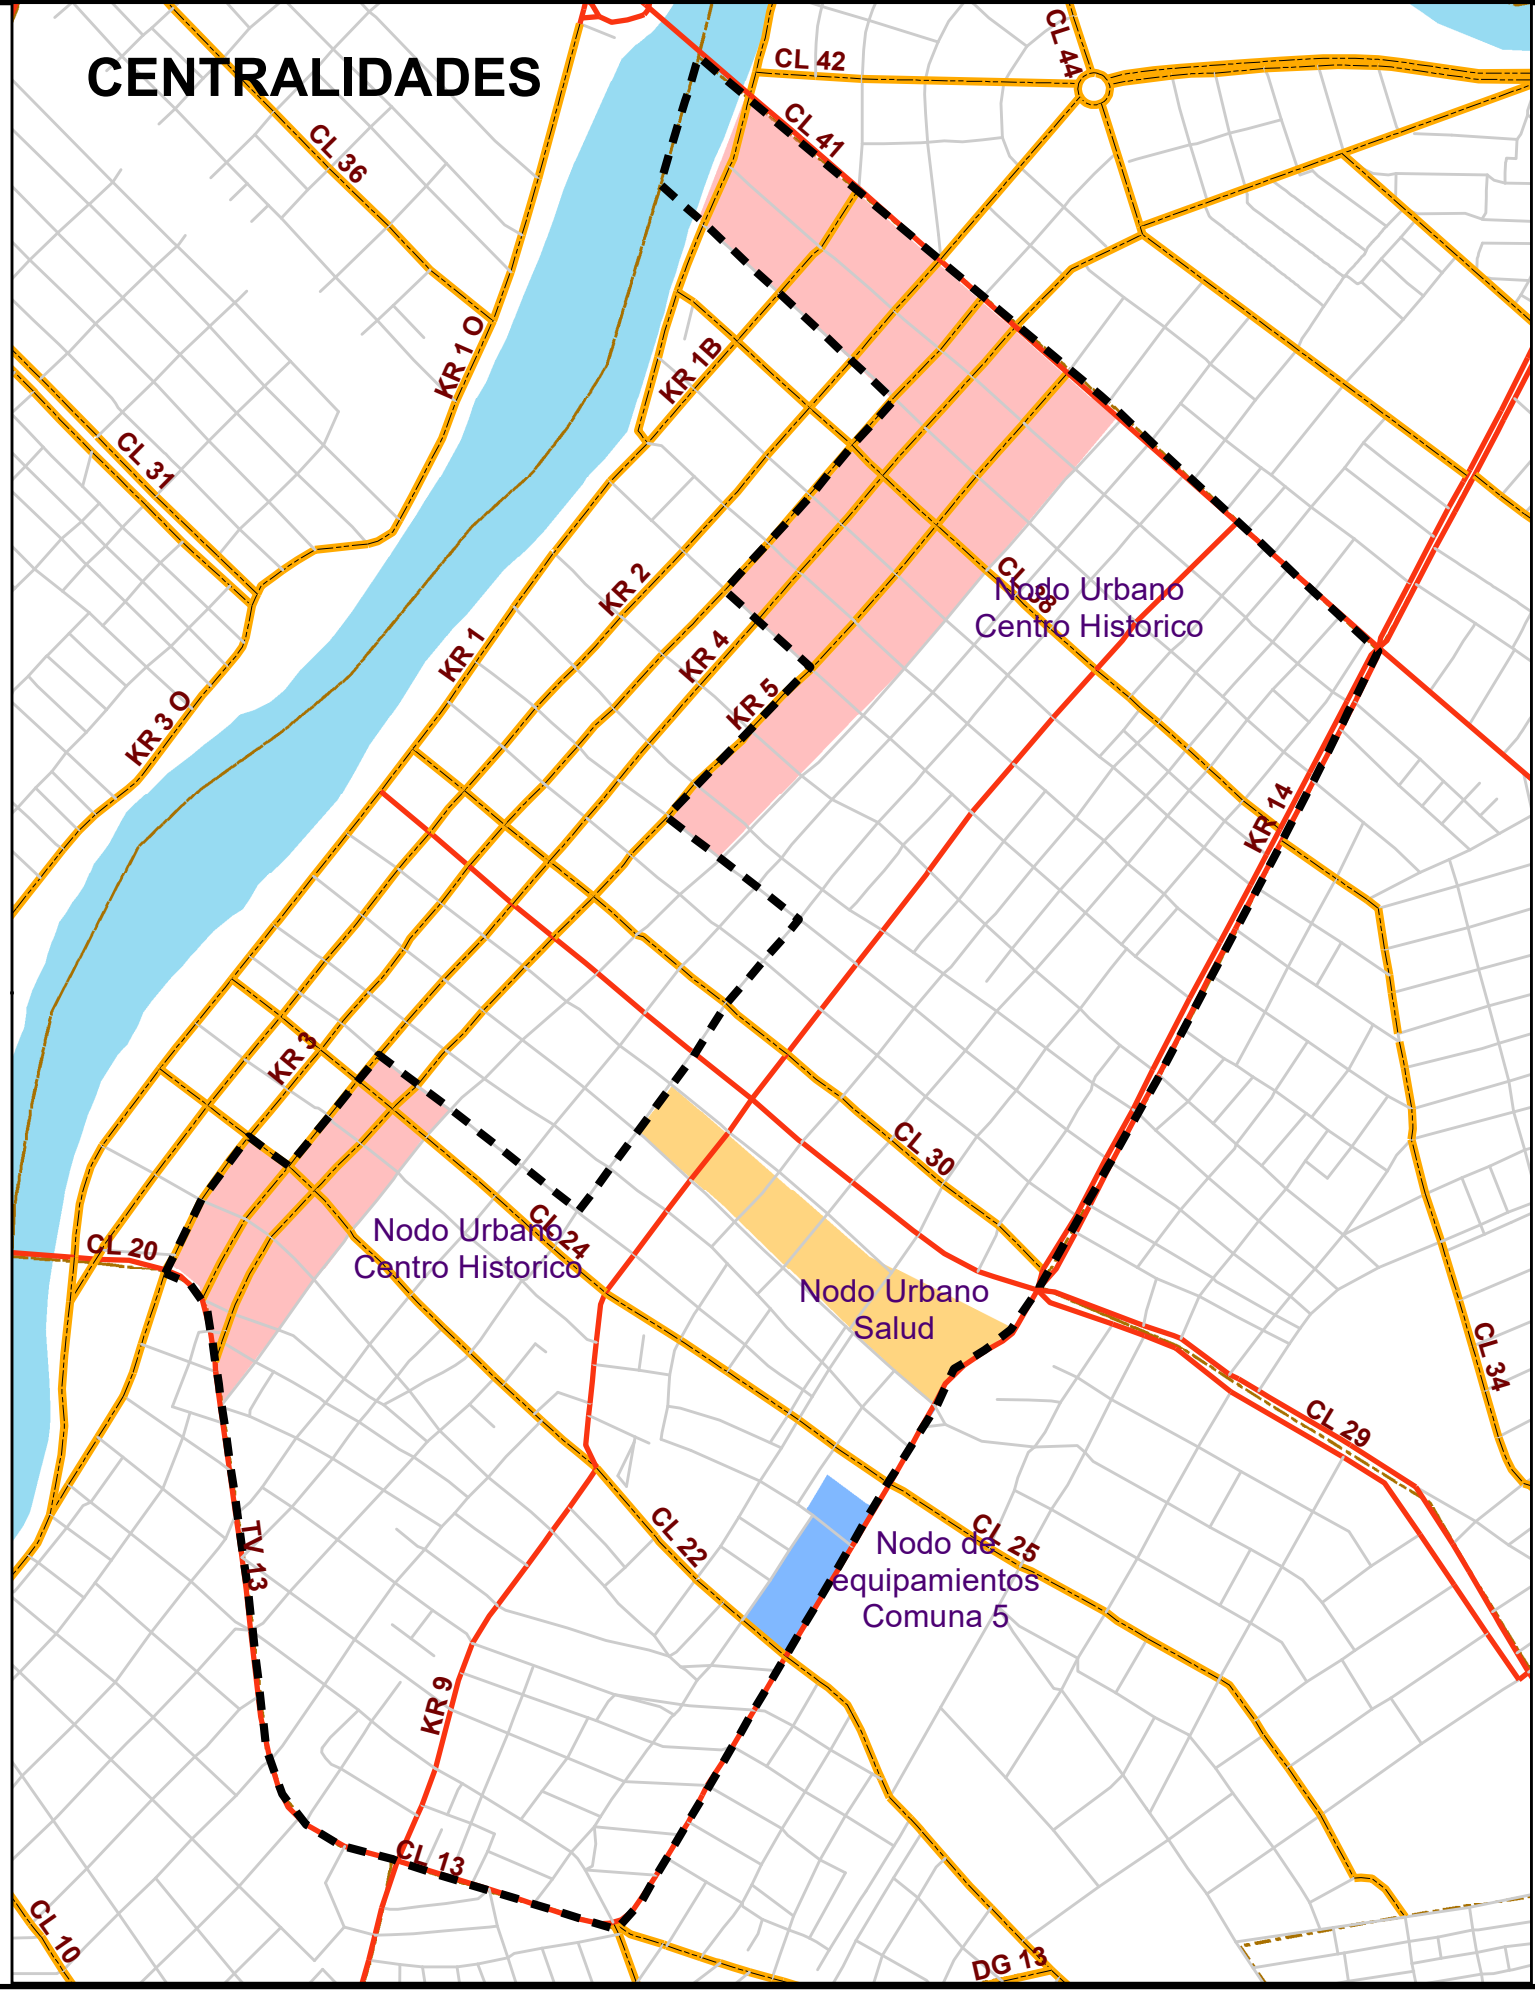 CENTRALIDADES
CL 42
CL 44
CL 41
CL 36
KR 1 O
KR 1B
CL 31
KR 2
CL 38
Nodo Urbano
Centro Historico
KR 1
KR 4
KR 5
KR 3 O
KR 14
KR 3
CL 30
CL 20
CL 24
Nodo Urbano
Centro Historico
Nodo Urbano
Salud
CL 34
CL 29
TV 13
CL 22
CL 25
Nodo de
equipamientos
Comuna 5
KR 9
CL 13
CL 10
DG 13